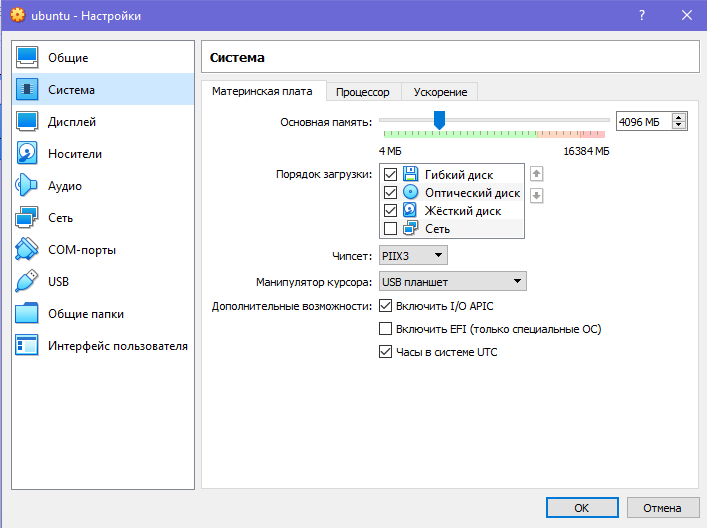 ubuntu - Настройки
?
Общие
Система
Дисплей
Носители
Аудио
Сеть
COM-порты
USB
Общие папки
Интерфейс пользователя
Система
Материнская плата Процессор Ускорение
Основная память: 4096 МБ
4 МБ 16384 МБ
Порядок загрузки: Гибкий диск
Оптический диск
Жёсткий диск
Сеть
Чипсет: PIIX3
Манипулятор курсора: USB планшет
Дополнительные возможности: Включить I/O APIC
Включить EFI (только специальные ОС)
Часы в системе UTC
OK Отмена